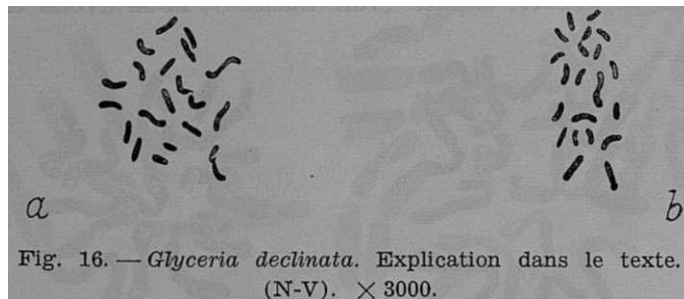 a
b
Fig. 16. — Glyceria declinata. Explication dans le texte.
(N-V). × 3000.